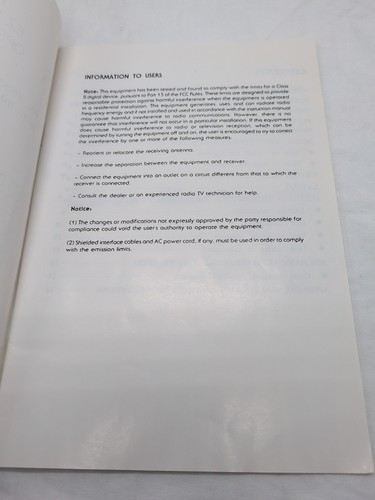 INFORMATION TO USERS
Note: This equipment has been tested and found to comply with the limits for a Class
B digital device, pursuant to Part 15 of the FCC Rules. These limits are designed to provide
reasonable protection against harmful interference when the equipment is operated
in a residential installation. This equipment generates, uses, and can radiate radio
frequency energy and if not installed and used in accordance with the instruction manual
may cause harmful interference to radio communications. However, there is no
guarantee that interference will not occur in a particular installation. If this equipment
does cause harmful interference to radio or television reception, which can be
determined by turning the equipment off and on, the user is encouraged to try to correct
the interference by one or more of the following measures.
- Reorient or relocate the receiving antenna.
- Increase the separation between the equipment and receiver.
- Connect the equipment into an outlet on a circuit different from that to which the
receiver is connected.
- Consult the dealer or an experienced radio TV technician for help.
Notice:
(1) The changes or modifications not expressly approved by the party responsible for
compliance could void the user's authority to operate the equipment.
(2) Shielded interface cables and AC power cord, if any, must be used in order to comply
with the emission limits.